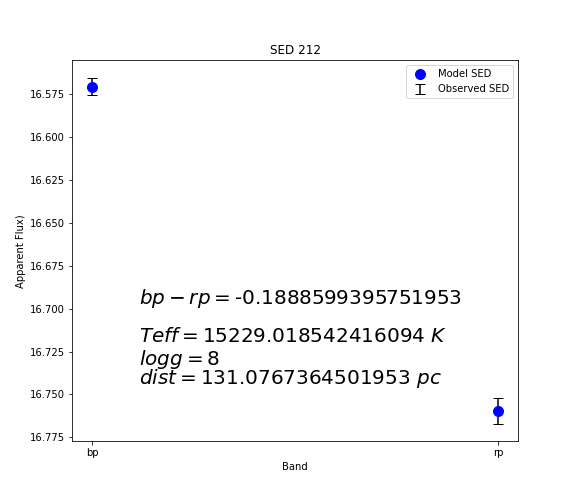 SED 212
Model SED
Observed SED
16.575
16.600
16.625
16.650
16.675
16.700
16.725
16.750
16.775
Apparent Flux)
bp − rp = -0.1888599395751953
Teff = 15229.018542416094 K
logg = 8
dist = 131.0767364501953 pc
bp
rp
Band